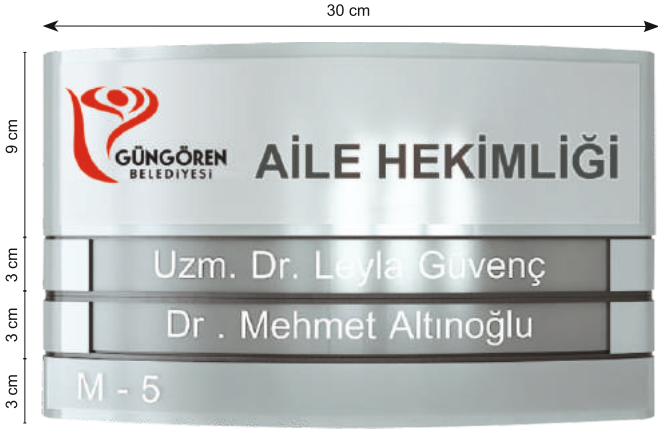 30 cm
9 cm
GÜNGÖREN
BELEDİYESİ
AİLE HEKİMLİĞİ
3 cm
Uzm. Dr. Leyla Güvenç
3 cm
Dr . Mehmet Altınoğlu
3 cm
M - 5